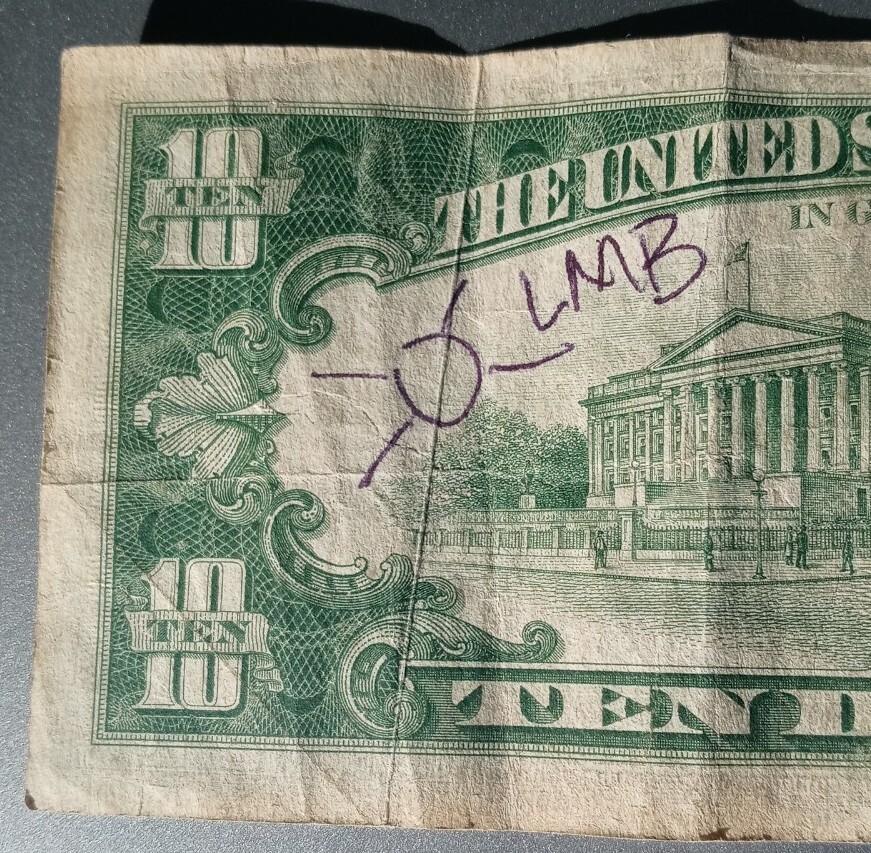 10
TEN
THE UNITED S
IN G
LMB
10
TEN
TEN D